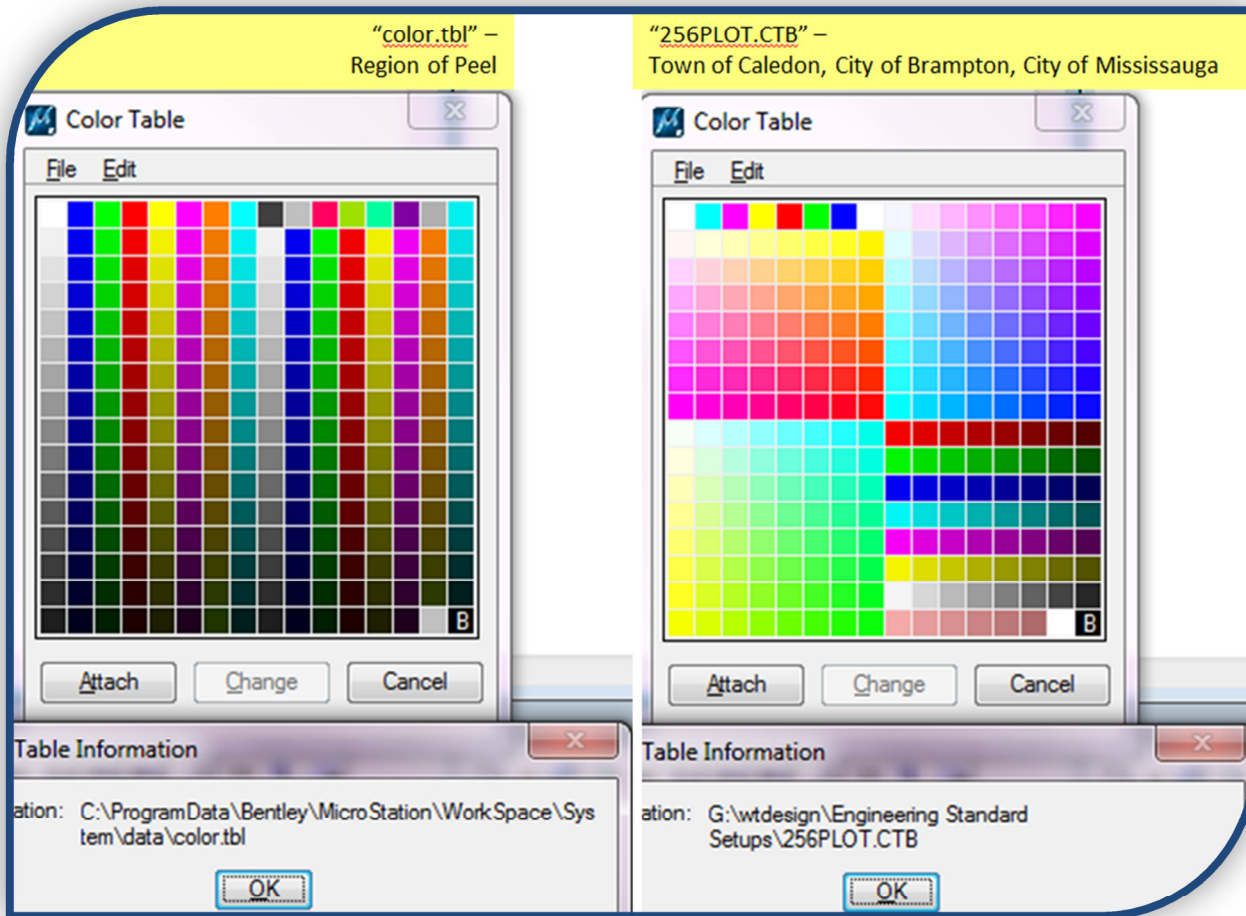 “color.tbl” –
Region of Peel
Color Table
File Edit
B
Attach Change Cancel
Table Information
ation: C:\ProgramData\Bentley\MicroStation\WorkSpace\Sys
tem\data\color.tbl
OK
“256PLOT.CTB” –
Town of Caledon, City of Brampton, City of Mississauga
Color Table
File Edit
B
Attach Change Cancel
Table Information
ation: G:\wtdesign\Engineering Standard
Setups\256PLOT.CTB
OK